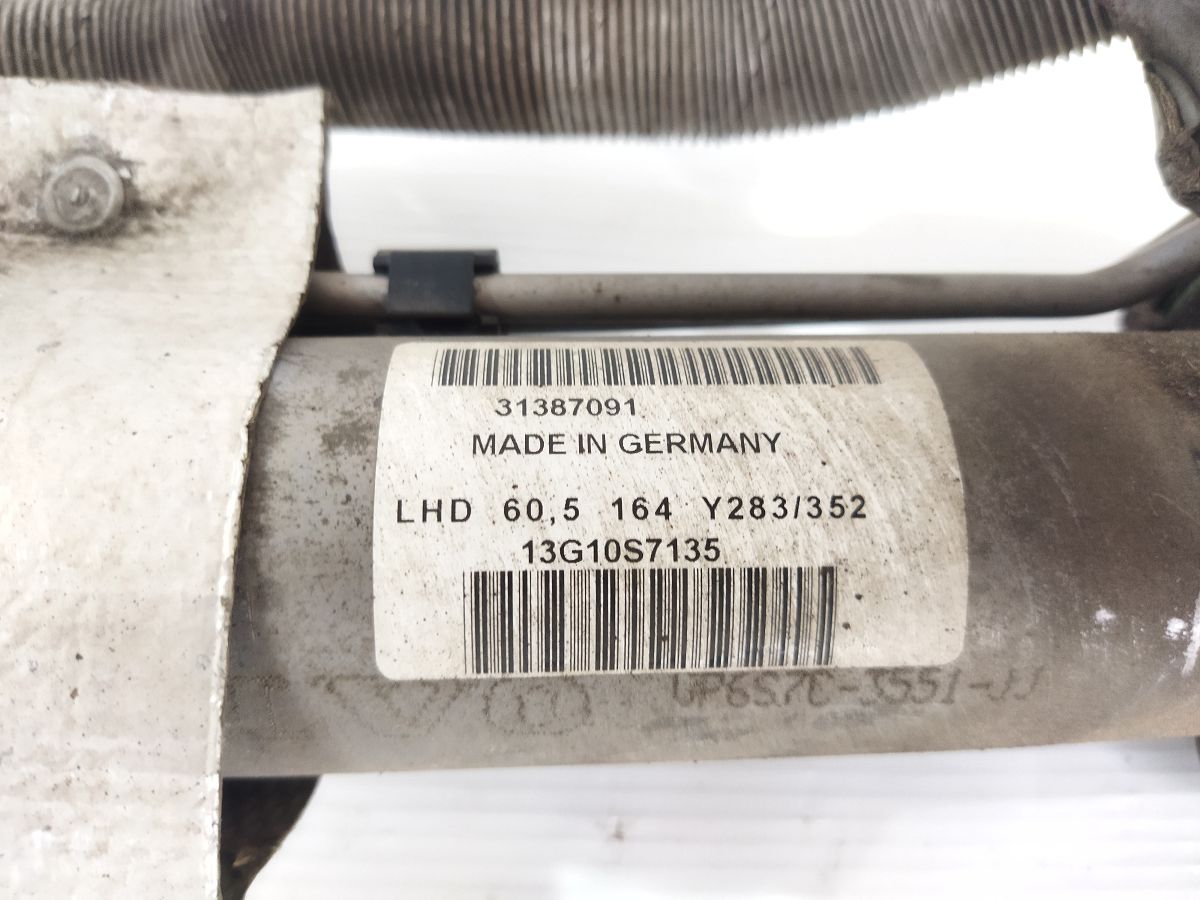 31387091
MADE IN GERMANY
LHD 60,5 164 Y283/352
13G10S7135